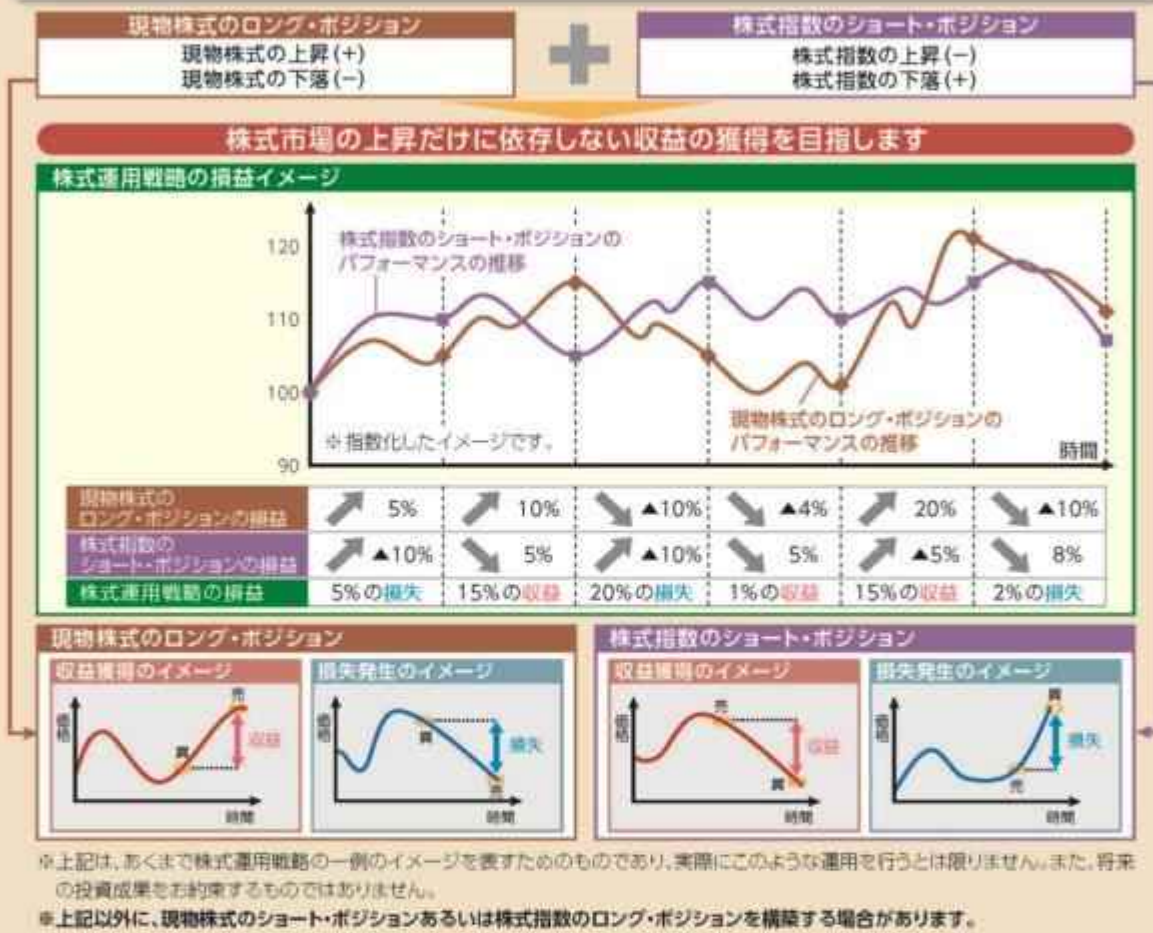 現物株式のロング・ポジション
現物株式の上昇(+)
現物株式の下落(−)
株式指数のショート・ポジション
株式指数の上昇(−)
株式指数の下落(+)
株式市場の上昇だけに依存しない収益の獲得を目指します
株式運用戦略の損益イメージ
120
110
100
90
株式指数のショート・ポジションの
パフォーマンスの推移
現物株式のロング・ポジションの
パフォーマンスの推移
※指数化したイメージです。
時間
現物株式の
ロング・ポジションの損益
5% 10% ▲10% ▲4% 20% ▲10%
株式指数の
ショート・ポジションの損益
▲10% 5% ▲10% 5% ▲5% 8%
株式運用戦略の損益 5%の損失 15%の収益 20%の損失 1%の収益 15%の収益 2%の損失
現物株式のロング・ポジション
収益獲得のイメージ
価格
売
買
収益
時間
損失発生のイメージ
価格
買
損失
売
時間
株式指数のショート・ポジション
収益獲得のイメージ
価格
売
収益
買
時間
損失発生のイメージ
価格
買
損失
売
時間
※上記は、あくまで株式運用戦略の一例のイメージを表すためのものであり、実際にこのような運用を行うとは限りません。また、将来
の投資成果をお約束するものではありません。
※上記以外に、現物株式のショート・ポジションあるいは株式指数のロング・ポジションを構築する場合があります。